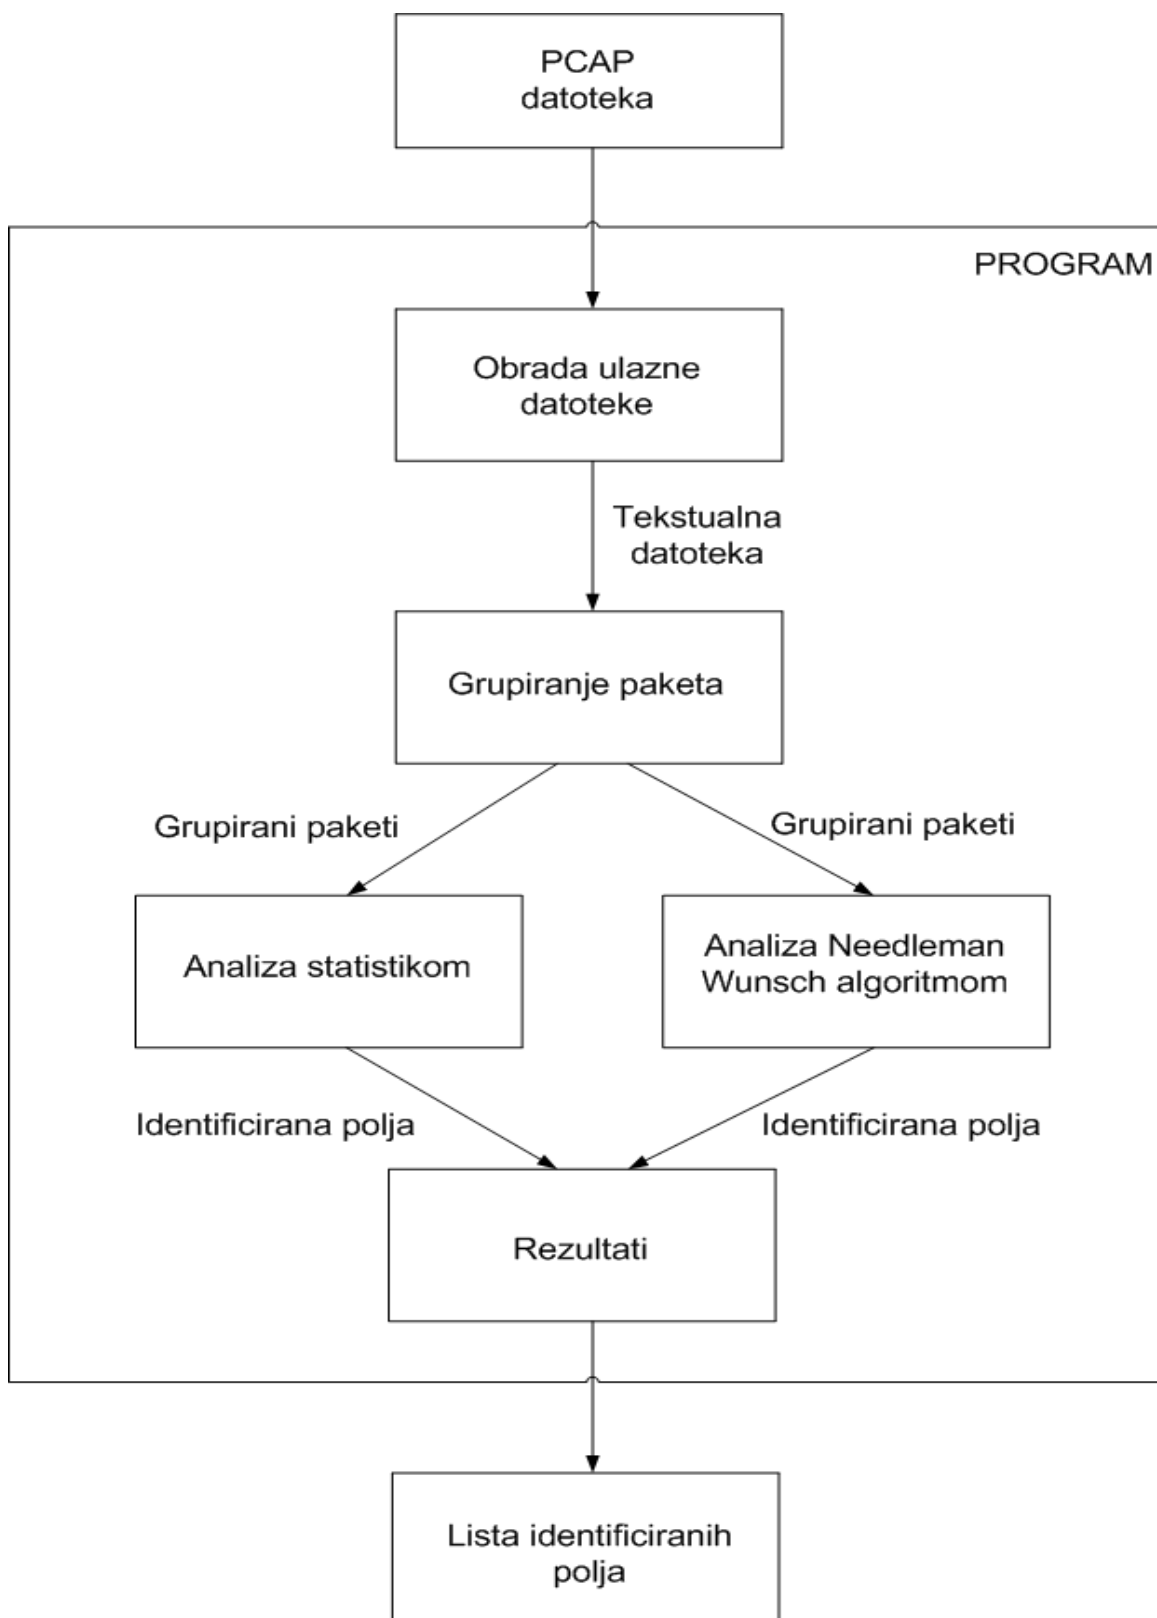 PCAP
datoteka
PROGRAM
Obrada ulazne
datoteke
Tekstualna
datoteka
Grupiranje paketa
Grupirani paketi
Grupirani paketi
Analiza statistikom
Analiza Needleman
Wunsch algoritmom
Identificirana polja
Identificirana polja
Rezultati
Lista identificiranih
polja